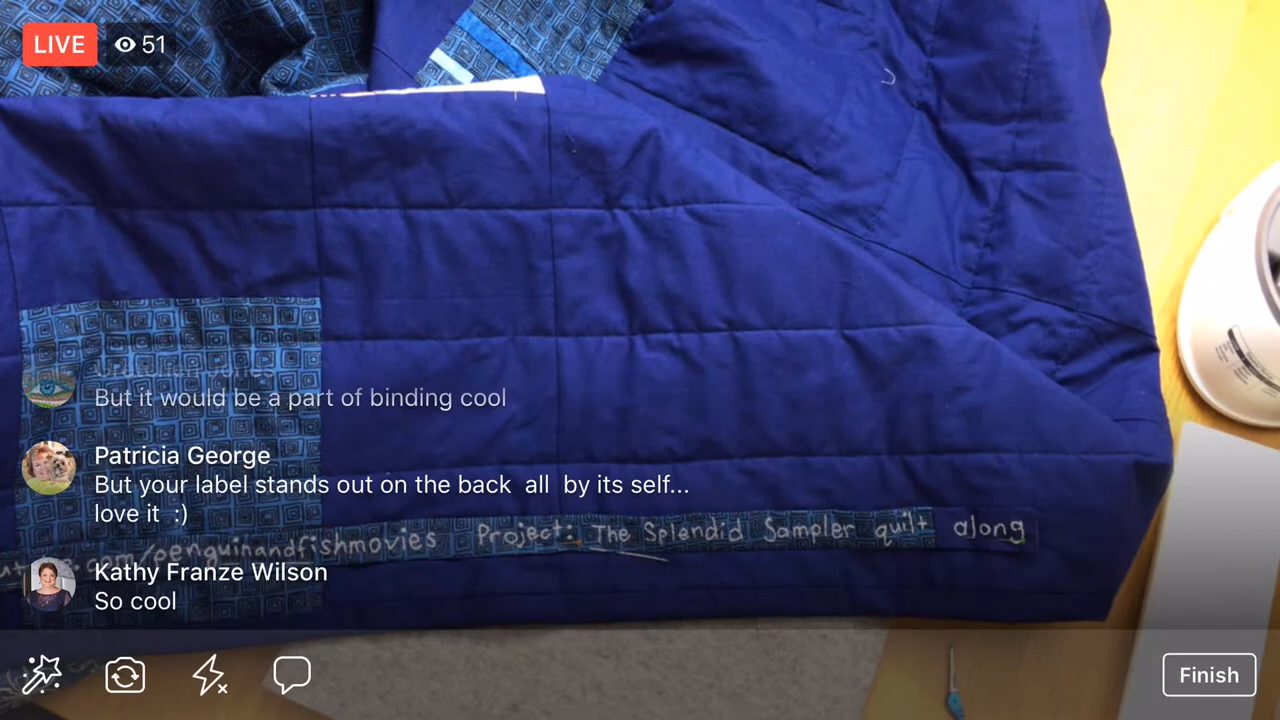 LIVE 51
But it would be a part of binding cool
Patricia George
But your label stands out on the back all by its self...
love it :)
.com/penguinandfishmovies Project: The Splendid Sampler quilt along
Kathy Franze Wilson
So cool
Finish